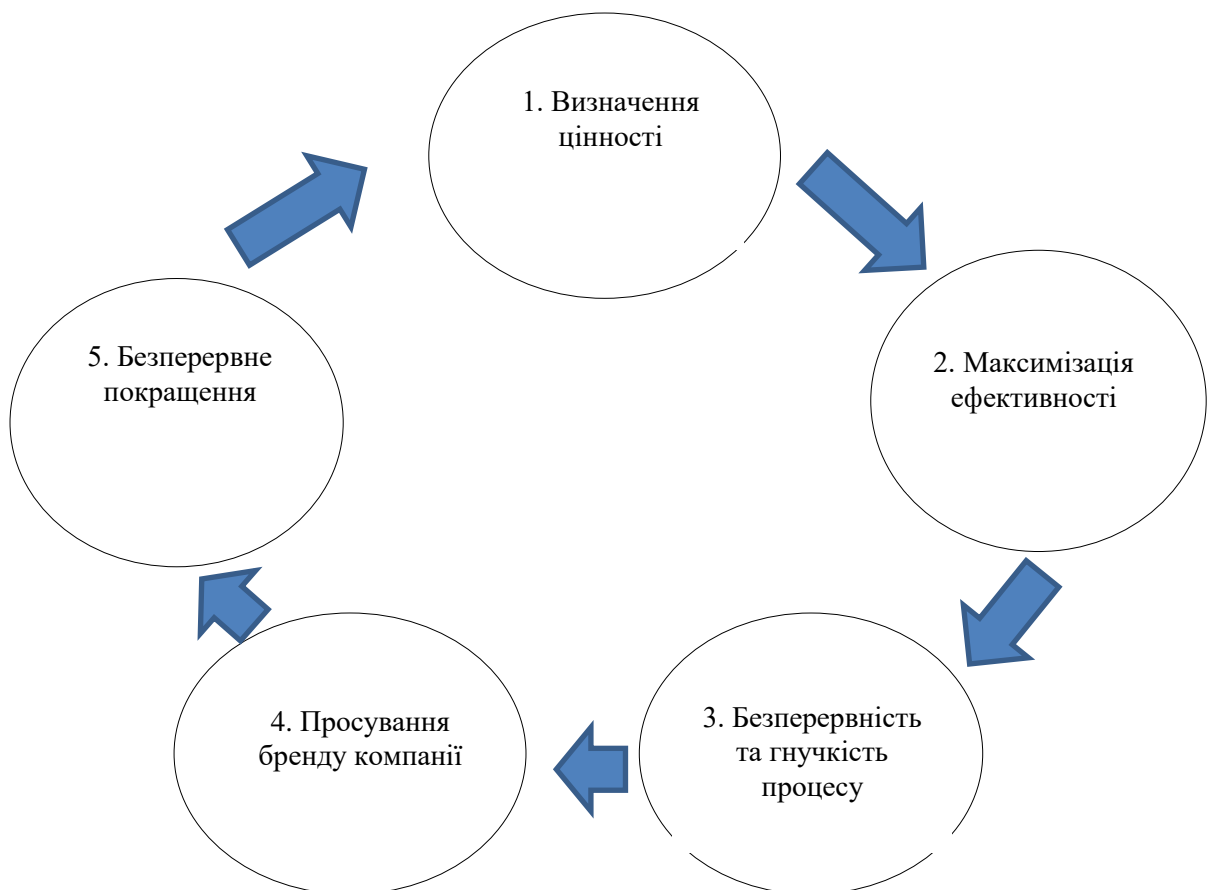 1. Визначення
цінності
2. Максимізація
ефективності
3. Безперервність
та гнучкість
процесу
4. Просування
бренду компанії
5. Безперервне
покращення